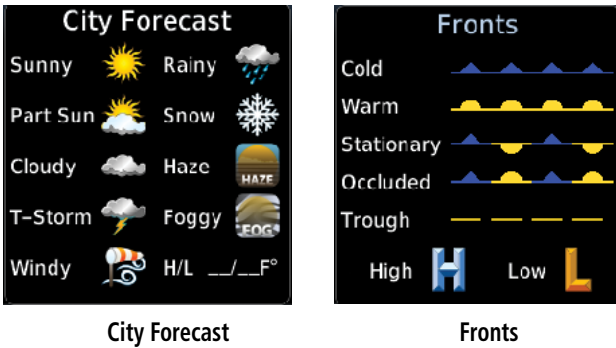 City Forecast
Sunny Rainy
Part Sun Snow
Cloudy Haze HAZE
T-Storm Foggy FOG
Windy H/L __/__F°
City Forecast
Fronts
Cold
Warm
Stationary
Occluded
Trough
High H Low L
Fronts